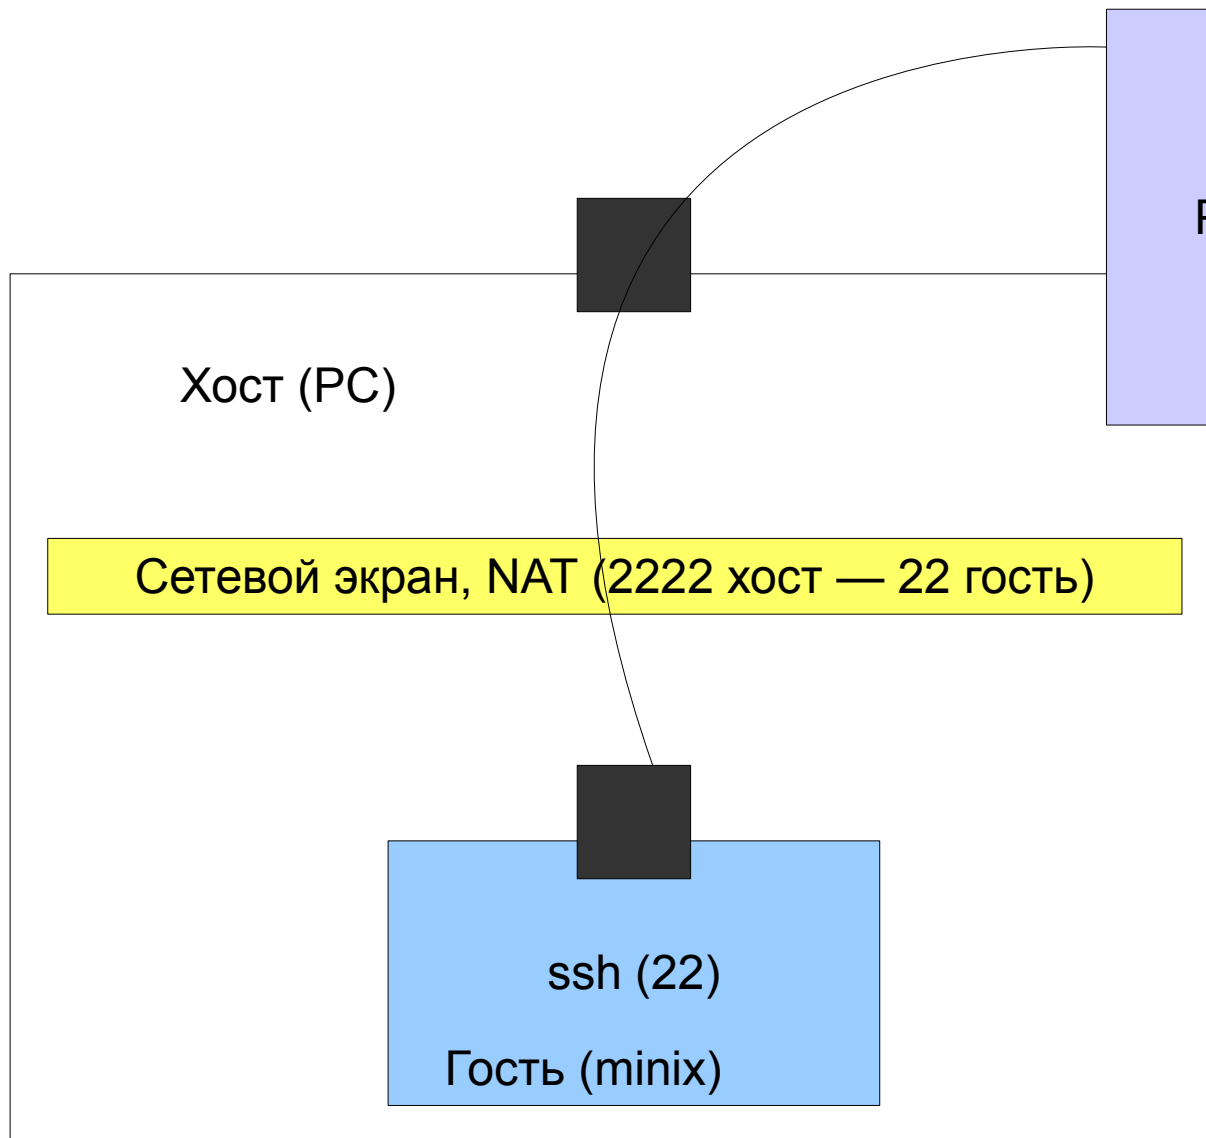 Хост (PC)
Сетевой экран, NAT (2222 хост — 22 гость)
ssh (22)
Гость (minix)